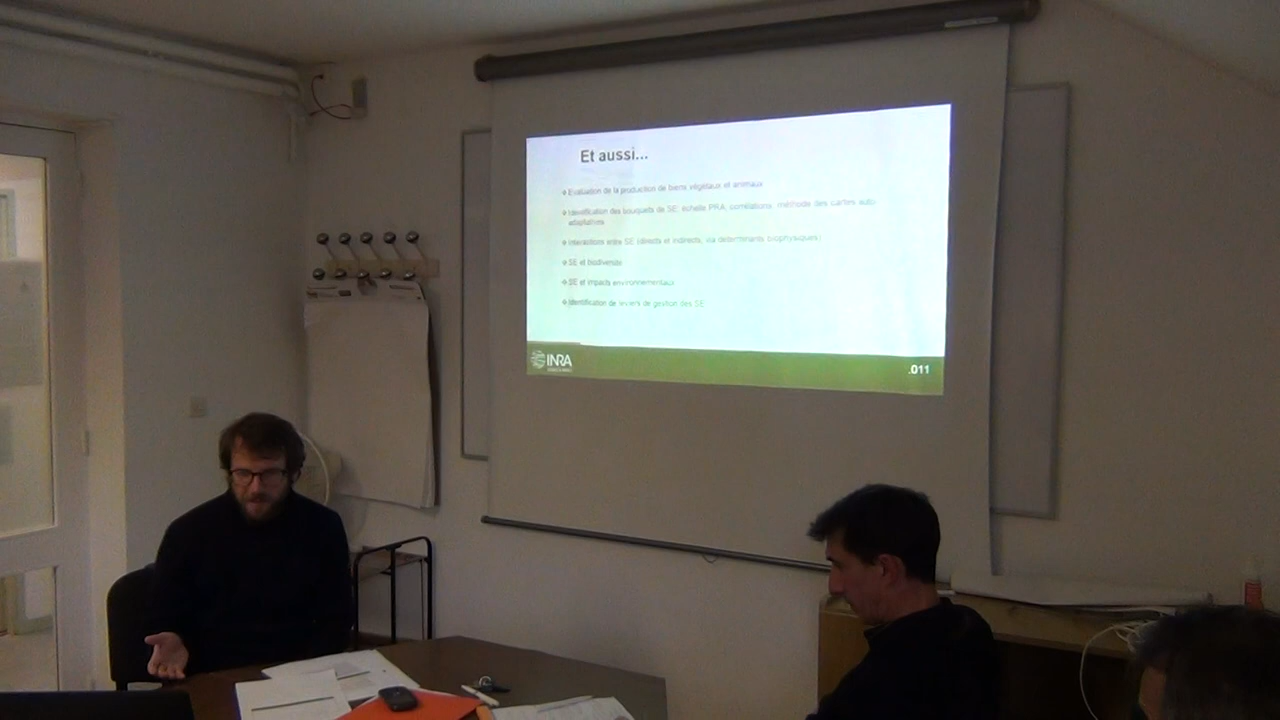 Et aussi...
Evaluation de la production de biens végétaux et animaux
Identification des bouquets de SE: échelle PRA, corrélations, méthode des cartes auto-
adaptatives
Interactions entre SE (directs et indirects, via déterminants biophysiques)
SE et biodiversité
SE et impacts environnementaux
Identification de leviers de gestion des SE
INRA
.011